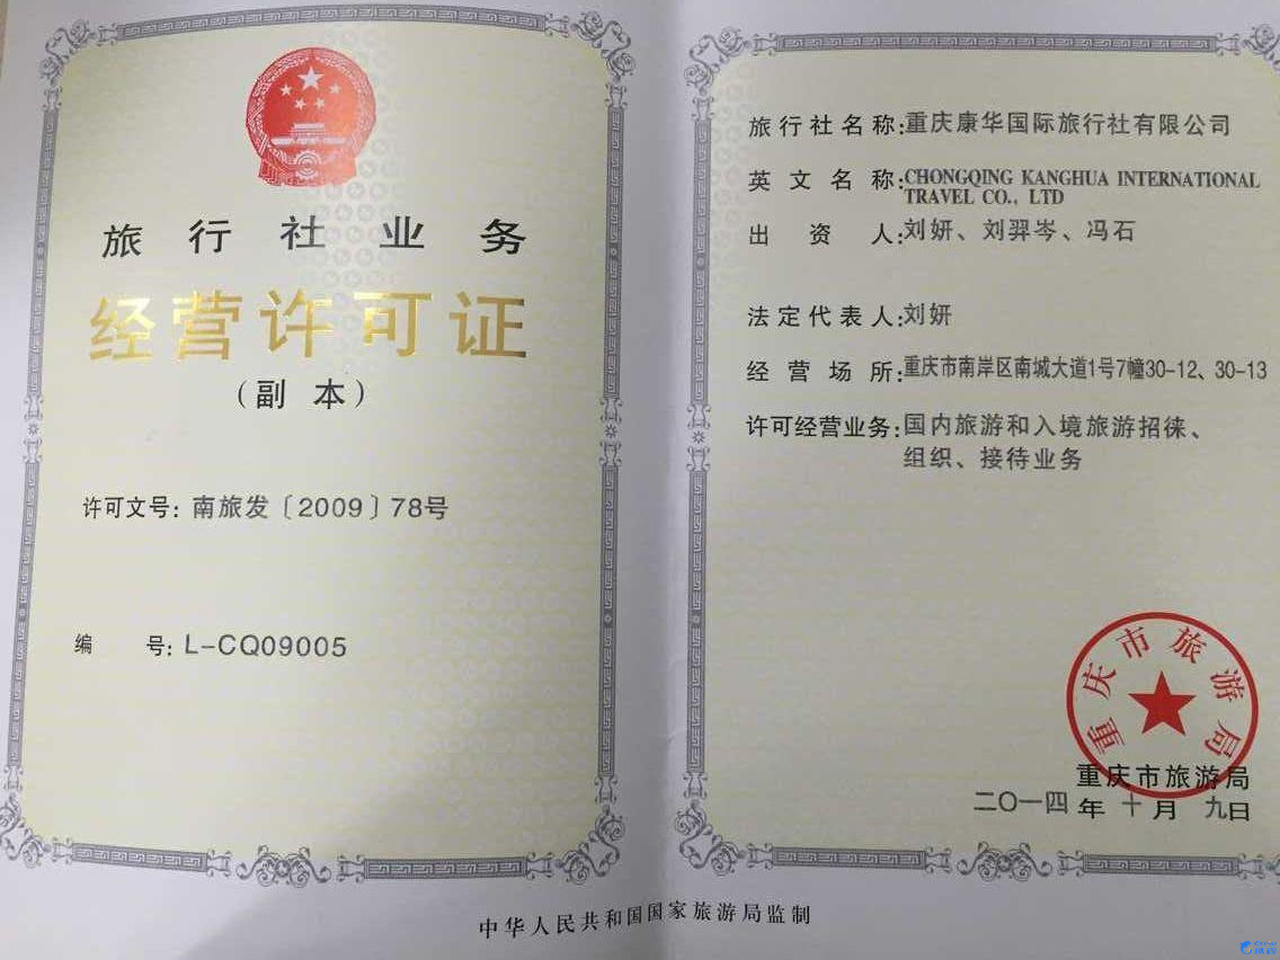 旅行社业务
经营许可证
（副 本）
许可文号：南旅发〔2009〕78号
编 号：L-CQ09005
旅行社名称：重庆康华国际旅行社有限公司
英文名称：CHONGQING KANGHUA INTERNATIONAL
TRAVEL CO., LTD
出资人：刘妍、刘羿岑、冯石
法定代表人：刘妍
经营场所：重庆市南岸区南城大道1号7幢30-12、30-13
许可经营业务：国内旅游和入境旅游招徕、
组织、接待业务
重庆市旅游局
重庆市旅游局
二〇一四年十月九日
中华人民共和国国家旅游局监制